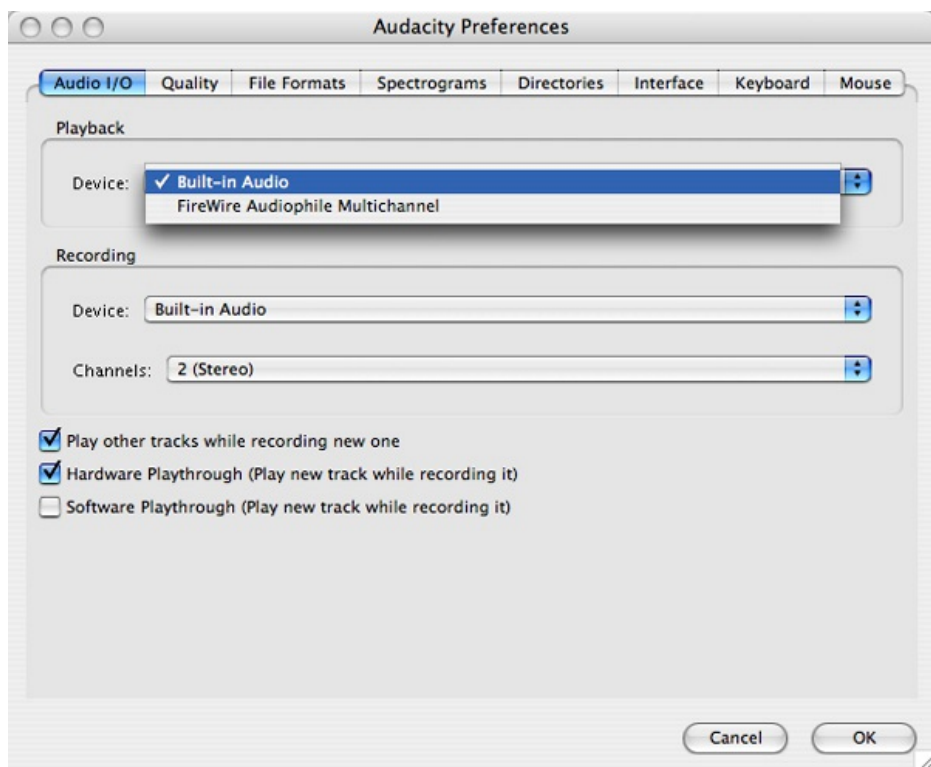 Audacity Preferences
Audio I/O Quality File Formats Spectrograms Directories Interface Keyboard Mouse
Playback
Device: ✓ Built-in Audio
FireWire Audiophile Multichannel
Recording
Device: Built-in Audio
Channels: 2 (Stereo)
Play other tracks while recording new one
Hardware Playthrough (Play new track while recording it)
Software Playthrough (Play new track while recording it)
Cancel OK